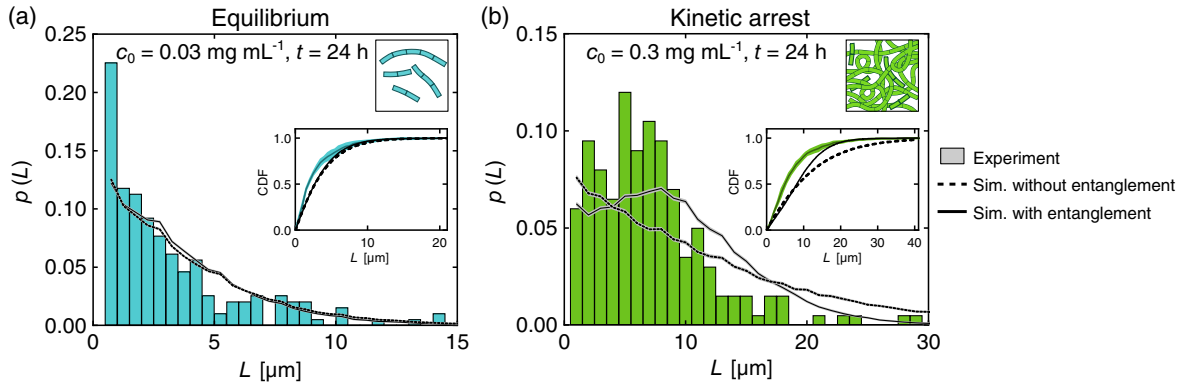 (a) Equilibrium
c₀ = 0.03 mg mL⁻¹, t = 24 h
p (L)
0.25
0.20
0.15
0.10
0.05
0.00
0 5 10 15
L [µm]
CDF
1.0
0.5
0.0
0 10 20
L [µm]
(b) Kinetic arrest
c₀ = 0.3 mg mL⁻¹, t = 24 h
p (L)
0.15
0.10
0.05
0.00
0 10 20 30
L [µm]
CDF
1.0
0.5
0.0
0 10 20 30 40
L [µm]
Experiment
Sim. without entanglement
Sim. with entanglement